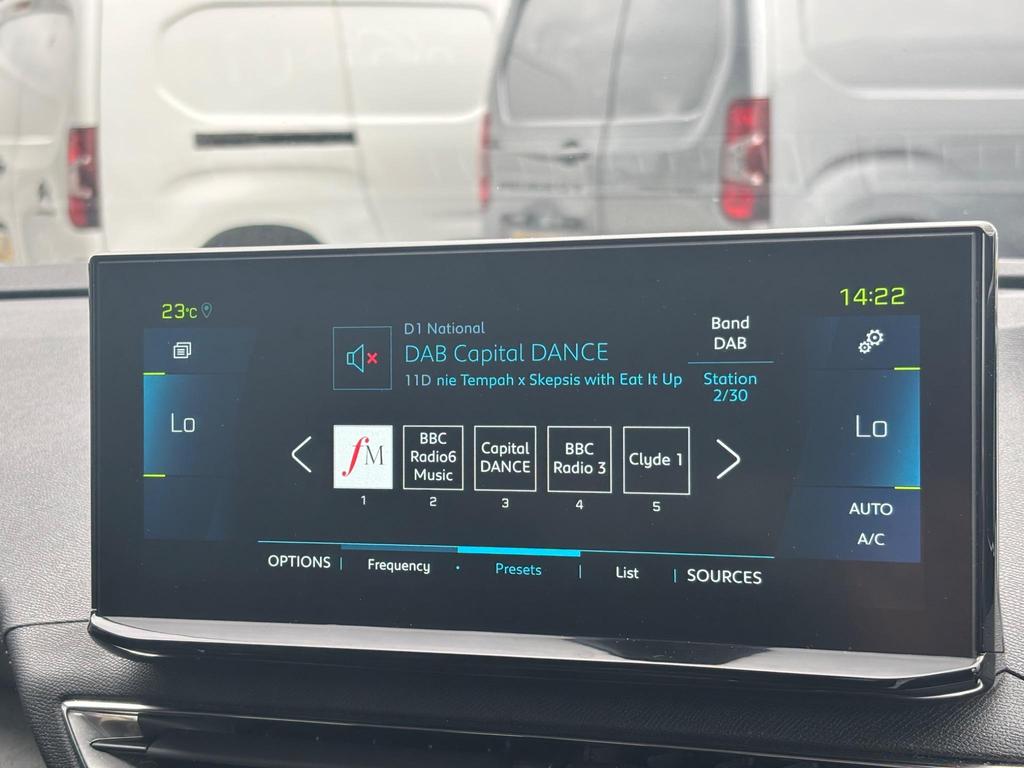 23°C
14:22
D1 National
DAB Capital DANCE
11D nie Tempah x Skepsis with Eat It Up
Band
DAB
Station
2/30
Lo
Lo
fM
BBC
Radio6
Music
Capital
DANCE
BBC
Radio 3
Clyde 1
1
2
3
4
5
AUTO
A/C
OPTIONS
Frequency
Presets
List
SOURCES